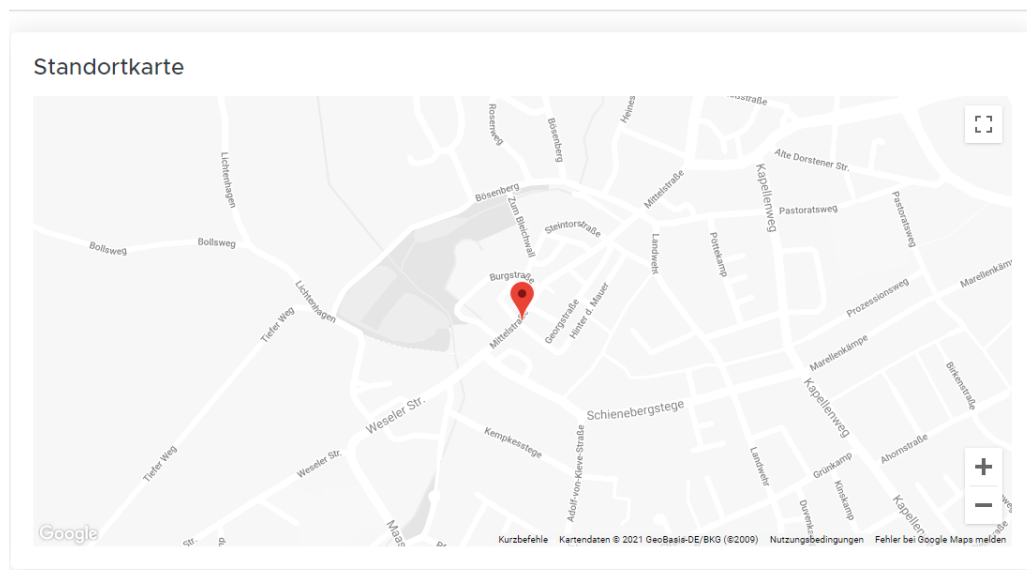 Standortkarte
Rosenweg
Bösenberg
Lichtenhagen
Alte Dorstener Str.
Mittelstraße
Kapellenweg
Bösenberg
Pastoratsweg
Pastoratsweg
Zum Bleichwall
Steintorstraße
Bollsweg
Bollsweg
Landwehr
Pöttekamp
Burgstraße
Lichtenhagen
Tiefer Weg
Mittelstraße
Georgstraße
Hinter d. Mauer
Prozessionsweg
Marellenkämpe
Birkenstraße
Weseler Str.
Schienebergstege
Kapellenweg
Kempkesstege
Adolf-von-Kleve-Straße
Ahornstraße
Tiefer Weg
Weseler Str.
Landwehr
Grünkamp
Kinskamp
Str.
Google
Kurzbefehle Kartendaten © 2021 GeoBasis-DE/BKG (©2009) Nutzungsbedingungen Fehler bei Google Maps melden